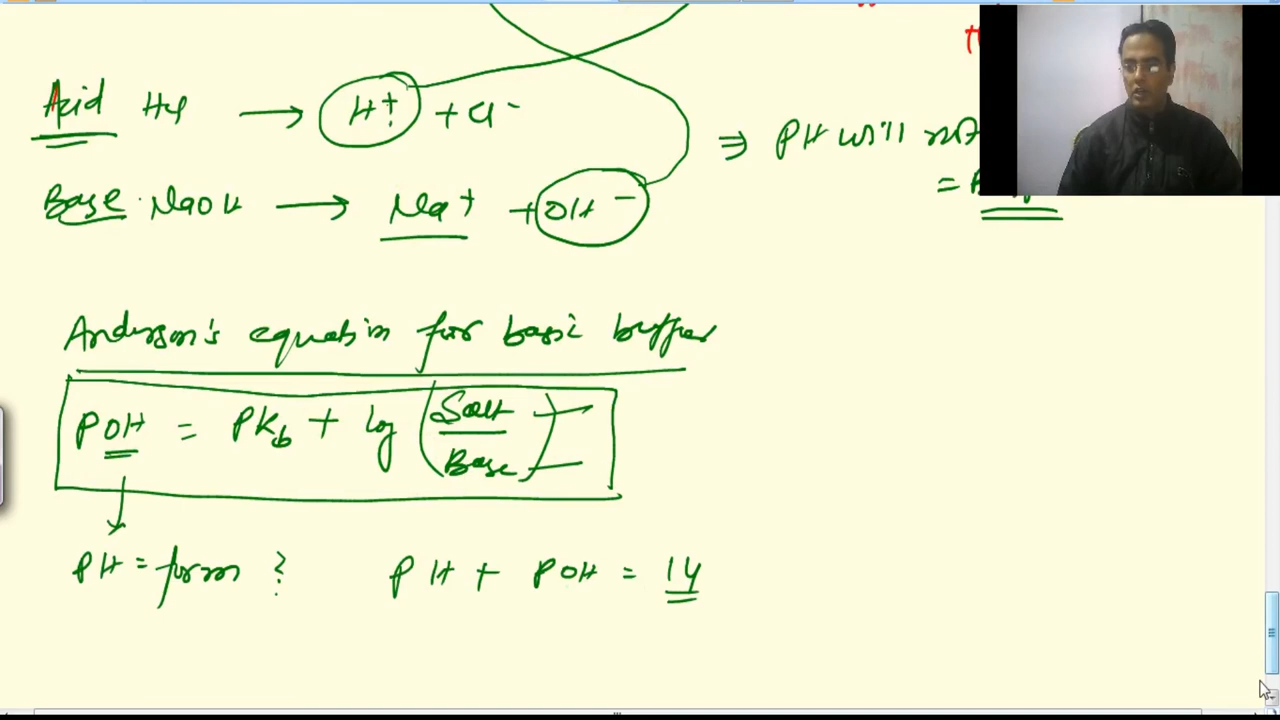 Acid HCl → H+ + Cl-
⇒ PH will not
=
Base NaOH → Na+ + OH-
Anderson's equation for basic buffer
POH = PKb + log (Salt / Base)
PH = form ? PH + POH = 14